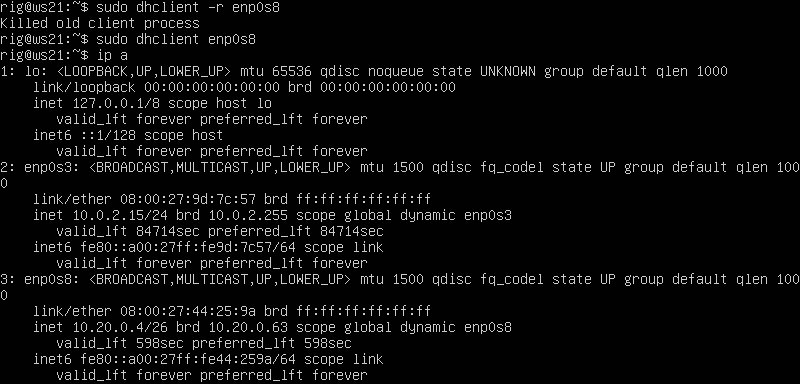 rig@ws21:~$ sudo dhclient -r enp0s8
Killed old client process
rig@ws21:~$ sudo dhclient enp0s8
rig@ws21:~$ ip a
1: lo: <LOOPBACK,UP,LOWER_UP> mtu 65536 qdisc noqueue state UNKNOWN group default qlen 1000
    link/loopback 00:00:00:00:00:00 brd 00:00:00:00:00:00
    inet 127.0.0.1/8 scope host lo
       valid_lft forever preferred_lft forever
    inet6 ::1/128 scope host
       valid_lft forever preferred_lft forever
2: enp0s3: <BROADCAST,MULTICAST,UP,LOWER_UP> mtu 1500 qdisc fq_codel state UP group default qlen 100
0
    link/ether 08:00:27:9d:7c:57 brd ff:ff:ff:ff:ff:ff
    inet 10.0.2.15/24 brd 10.0.2.255 scope global dynamic enp0s3
       valid_lft 84714sec preferred_lft 84714sec
    inet6 fe80::a00:27ff:fe9d:7c57/64 scope link
       valid_lft forever preferred_lft forever
3: enp0s8: <BROADCAST,MULTICAST,UP,LOWER_UP> mtu 1500 qdisc fq_codel state UP group default qlen 100
0
    link/ether 08:00:27:44:25:9a brd ff:ff:ff:ff:ff:ff
    inet 10.20.0.4/26 brd 10.20.0.63 scope global dynamic enp0s8
       valid_lft 598sec preferred_lft 598sec
    inet6 fe80::a00:27ff:fe44:259a/64 scope link
       valid_lft forever preferred_lft forever